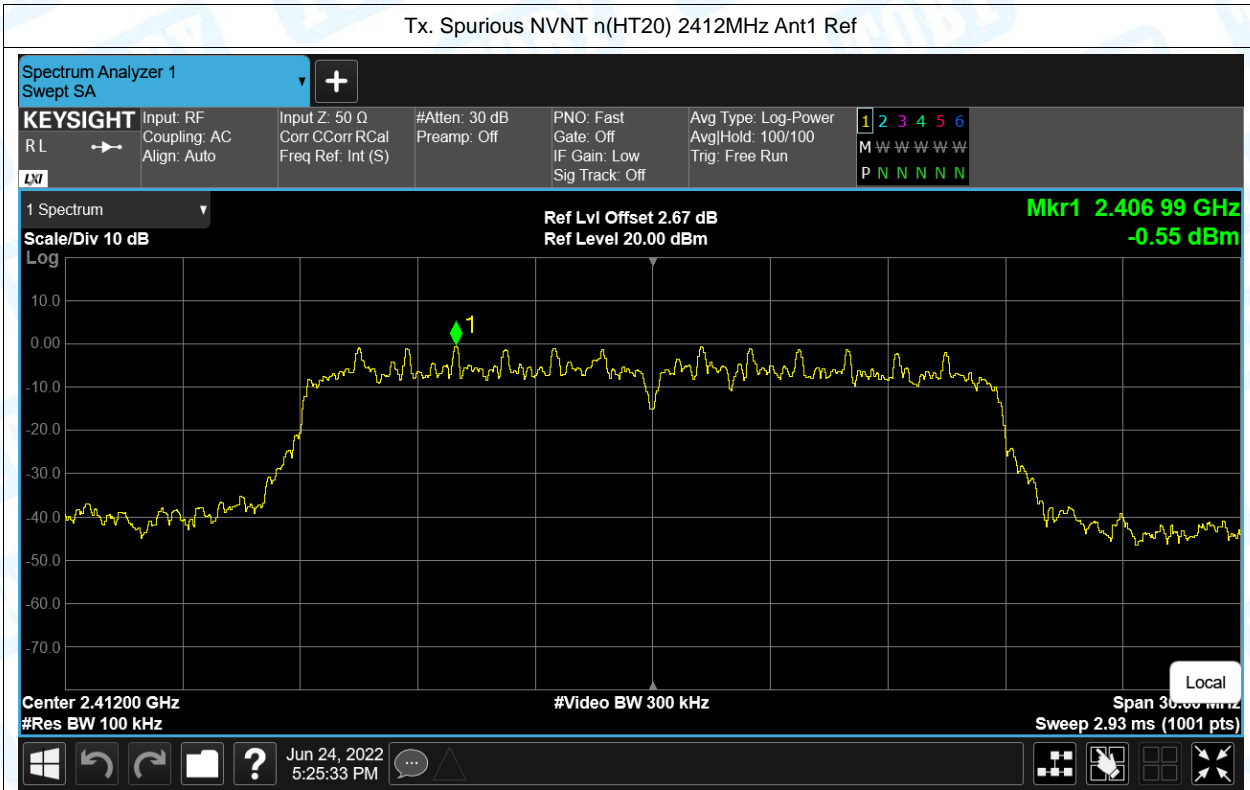 Tx. Spurious NVNT n(HT20) 2412MHz Ant1 Ref
Spectrum Analyzer 1
Swept SA
KEYSIGHT
R L
LXI
Input: RF
Coupling: AC
Align: Auto
Input Z: 50 Ω
Corr CCorr RCal
Freq Ref: Int (S)
#Atten: 30 dB
Preamp: Off
PNO: Fast
Gate: Off
IF Gain: Low
Sig Track: Off
Avg Type: Log-Power
Avg|Hold: 100/100
Trig: Free Run
1 2 3 4 5 6
M W W W W W
P N N N N N
1 Spectrum
Scale/Div 10 dB
Log
Ref Lvl Offset 2.67 dB
Ref Level 20.00 dBm
Mkr1 2.406 99 GHz
-0.55 dBm
10.0
0.00
-10.0
-20.0
-30.0
-40.0
-50.0
-60.0
-70.0
1
Local
Center 2.41200 GHz
#Res BW 100 kHz
#Video BW 300 kHz
Span 30.00 MHz
Sweep 2.93 ms (1001 pts)
?
Jun 24, 2022
5:25:33 PM